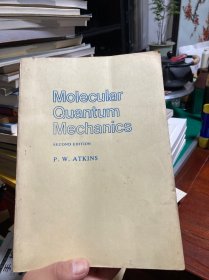 Molecular
Quantum
Mechanics
SECOND EDITION
P. W. ATKINS